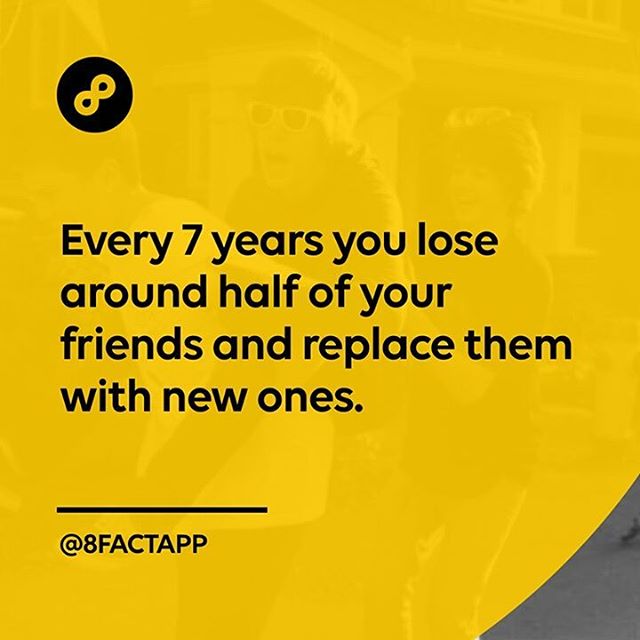 Every 7 years you lose
around half of your
friends and replace them
with new ones.
@8FACTAPP